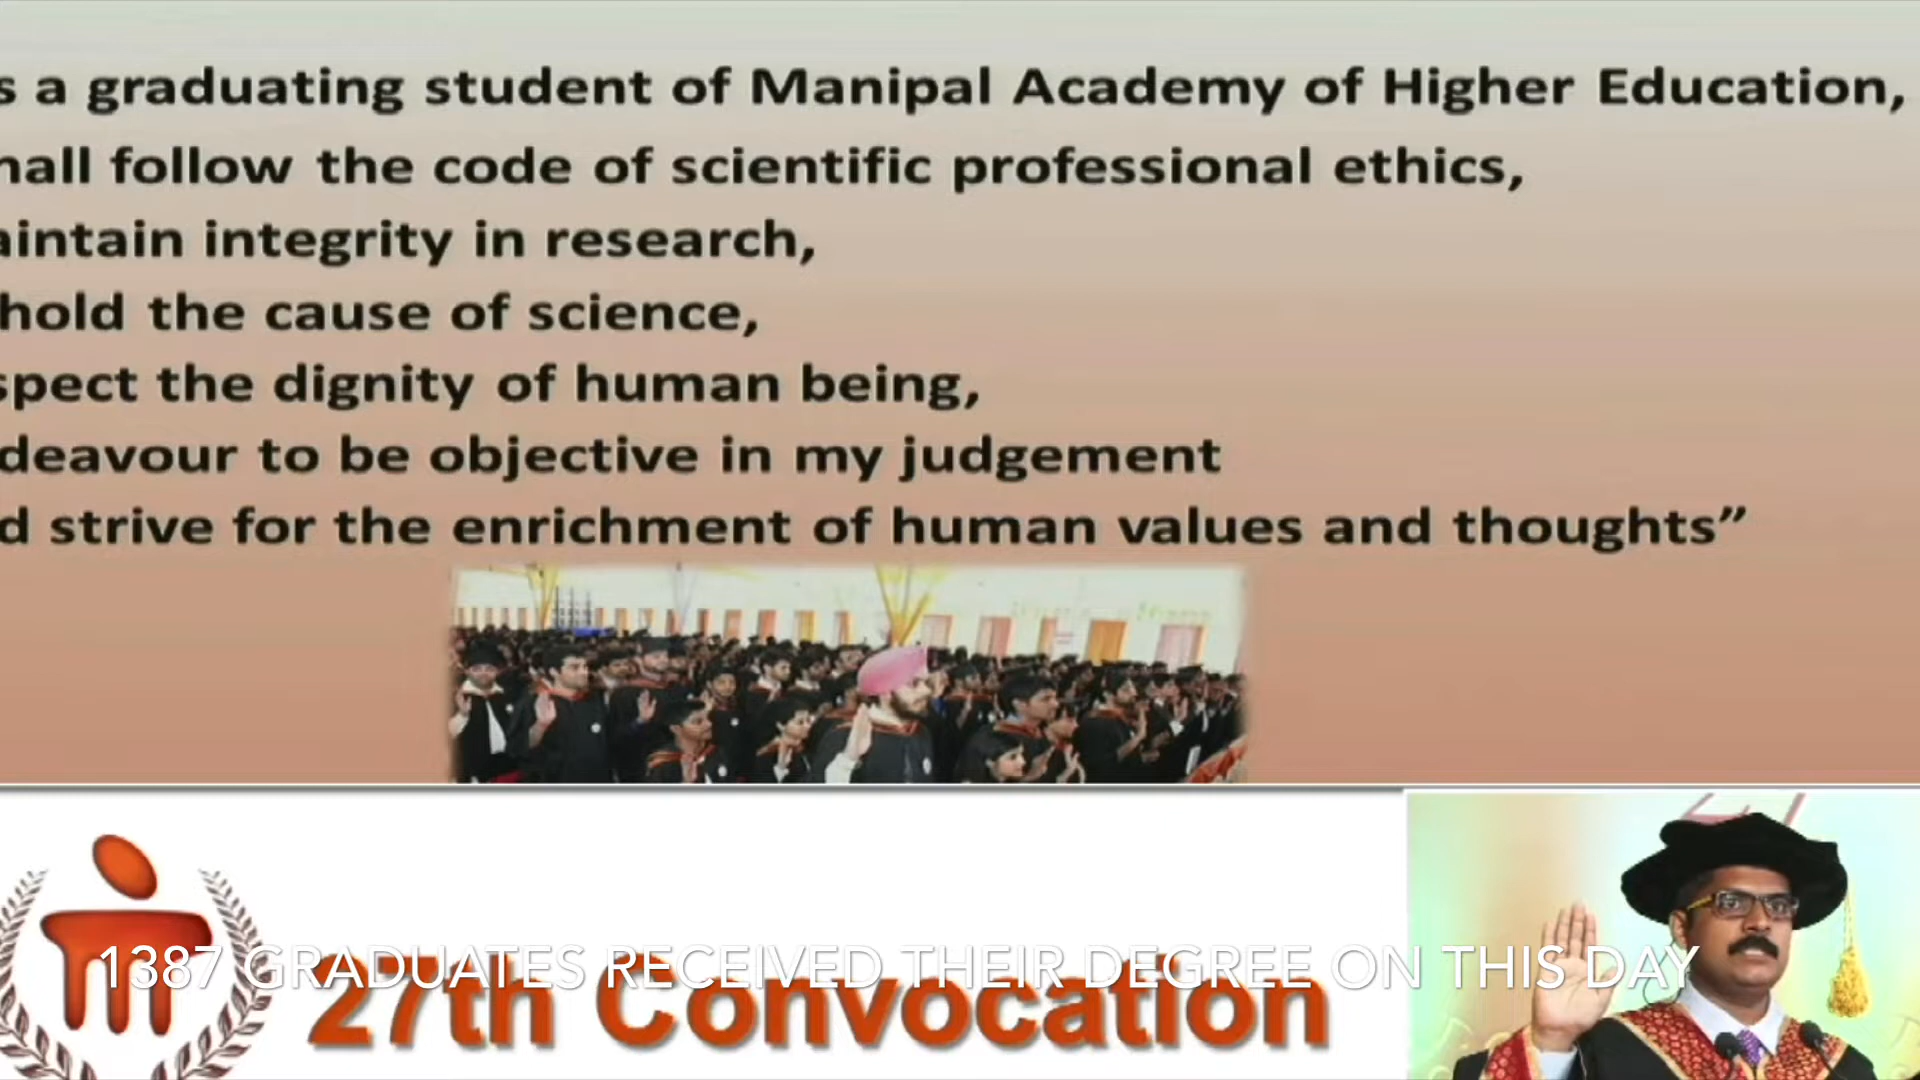 s a graduating student of Manipal Academy of Higher Education,
hall follow the code of scientific professional ethics,
aintain integrity in research,
hold the cause of science,
spect the dignity of human being,
deavour to be objective in my judgement
d strive for the enrichment of human values and thoughts”
1387 GRADUATES RECEIVED THEIR DEGREE ON THIS DAY
27th Convocation